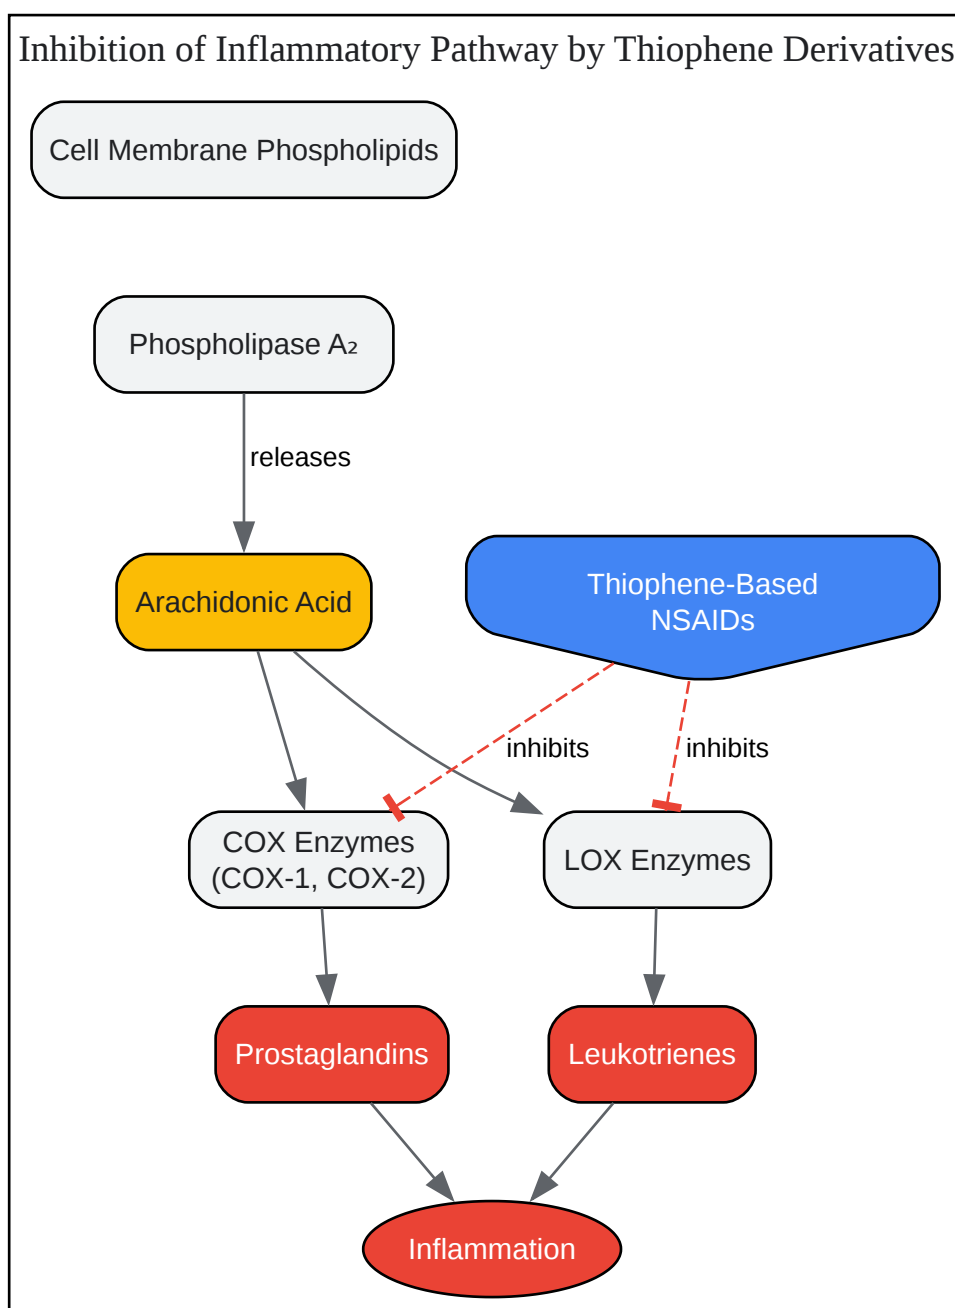 Inhibition of Inflammatory Pathway by Thiophene Derivatives
Cell Membrane Phospholipids
Phospholipase A₂
releases
Arachidonic Acid
Thiophene-Based
NSAIDs
inhibits
inhibits
COX Enzymes
(COX-1, COX-2)
LOX Enzymes
Prostaglandins
Leukotrienes
Inflammation